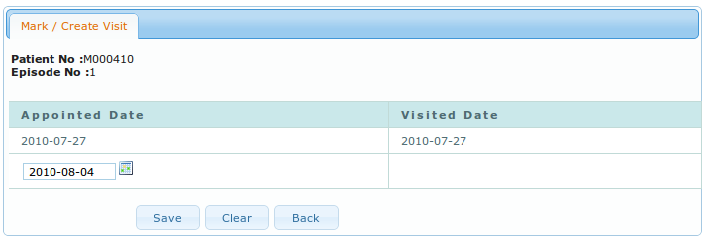 Mark / Create Visit
Patient No :M000410
Episode No :1
Appointed Date Visited Date
2010-07-27 2010-07-27
2010-08-04
Save Clear Back